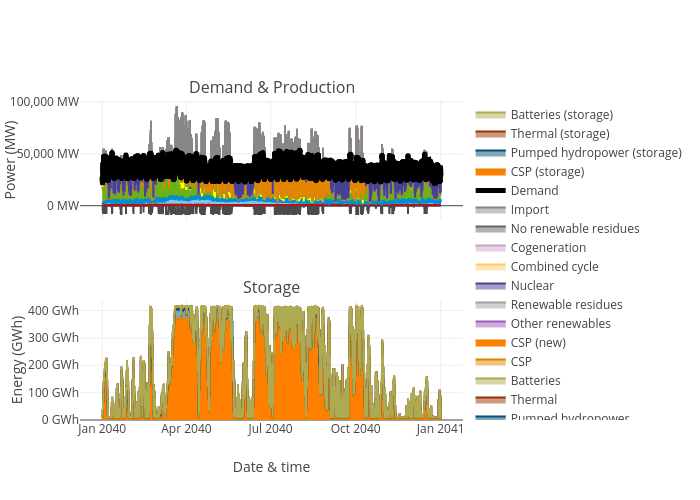 Demand & Production
100,000 MW
50,000 MW
0 MW
Power (MW)
Storage
400 GWh
300 GWh
200 GWh
100 GWh
0 GWh
Energy (GWh)
Jan 2040
Apr 2040
Jul 2040
Oct 2040
Jan 2041
Date & time
Batteries (storage)
Thermal (storage)
Pumped hydropower (storage)
CSP (storage)
Demand
Import
No renewable residues
Cogeneration
Combined cycle
Nuclear
Renewable residues
Other renewables
CSP (new)
CSP
Batteries
Thermal
Pumped hydropower